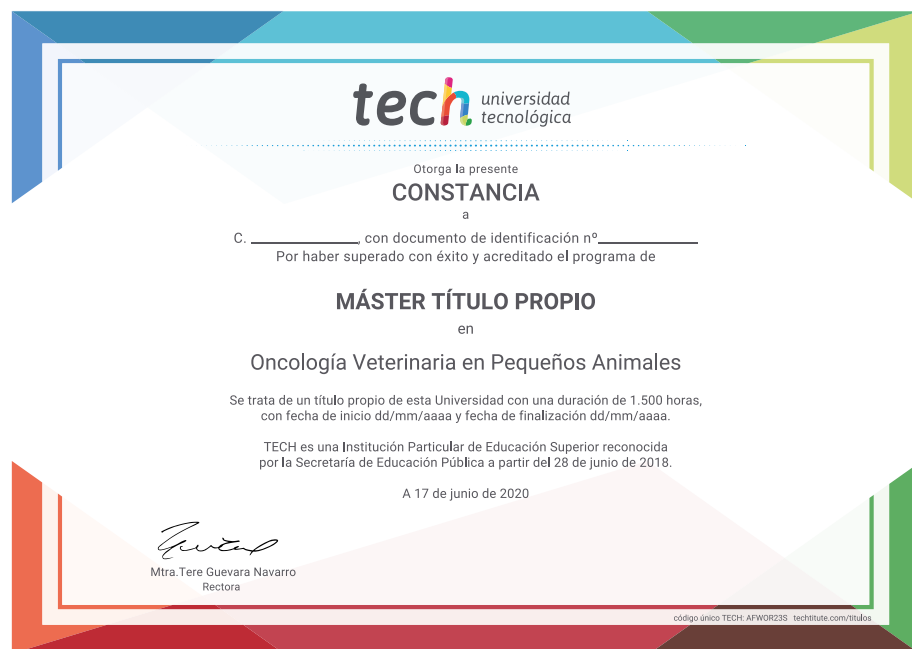 tech universidad
tecnológica
Otorga la presente
CONSTANCIA
a
C. ____________, con documento de identificación nº____________
Por haber superado con éxito y acreditado el programa de
MÁSTER TÍTULO PROPIO
en
Oncología Veterinaria en Pequeños Animales
Se trata de un título propio de esta Universidad con una duración de 1.500 horas,
con fecha de inicio dd/mm/aaaa y fecha de finalización dd/mm/aaaa.
TECH es una Institución Particular de Educación Superior reconocida
por la Secretaría de Educación Pública a partir del 28 de junio de 2018.
A 17 de junio de 2020
Mtra.Tere Guevara Navarro
Rectora
código único TECH: AFWOR23S techtitute.com/titulos